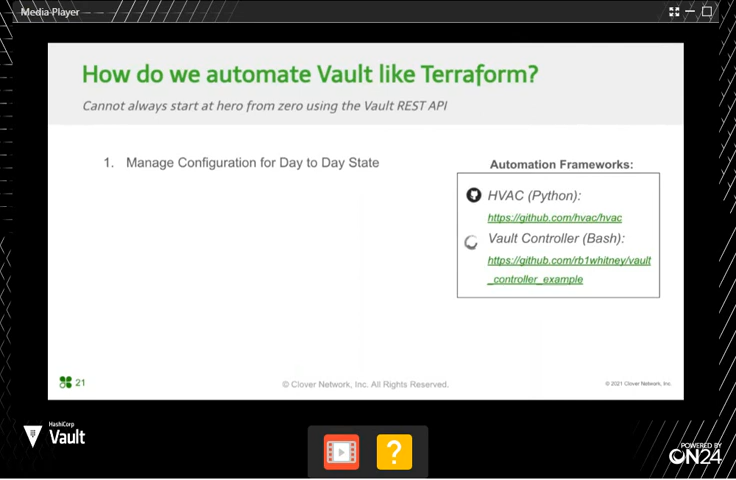 Media Player
How do we automate Vault like Terraform?
Cannot always start at hero from zero using the Vault REST API
1. Manage Configuration for Day to Day State
Automation Frameworks:
HVAC (Python):
https://github.com/hvac/hvac
Vault Controller (Bash):
https://github.com/rb1whitney/vault
_controller_example
21
© Clover Network, Inc. All Rights Reserved.
© 2021 Clover Network, Inc.
HashiCorp
Vault
?
POWERED BY
ON24